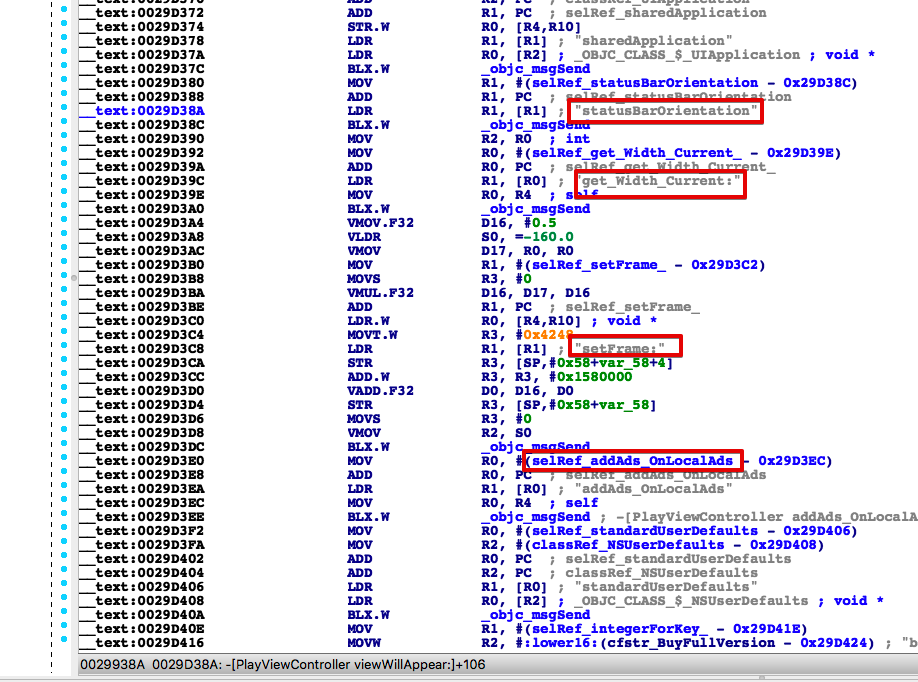 __text:0029D372 ADD R1, PC ; selRef_sharedApplication
__text:0029D374 STR.W R0, [R4,R10]
__text:0029D378 LDR R1, [R1] ; "sharedApplication"
__text:0029D37A LDR R0, [R2] ; _OBJC_CLASS_$_UIApplication ; void *
__text:0029D37C BLX.W _objc_msgSend
__text:0029D380 MOV R1, #(selRef_statusBarOrientation - 0x29D38C)
__text:0029D388 ADD R1, PC ; selRef_statusBarOrientation
__text:0029D38A LDR R1, [R1] ; "statusBarOrientation"
__text:0029D38C BLX.W _objc_msgSend
__text:0029D390 MOV R2, R0 ; int
__text:0029D392 MOV R0, #(selRef_get_Width_Current_ - 0x29D39E)
__text:0029D39A ADD R0, PC ; selRef_get_Width_Current_
__text:0029D39C LDR R1, [R0] ; "get_Width_Current:"
__text:0029D39E MOV R0, R4 ; self
__text:0029D3A0 BLX.W _objc_msgSend
__text:0029D3A4 VMOV.F32 D16, #0.5
__text:0029D3A8 VLDR S0, =-160.0
__text:0029D3AC VMOV D17, R0, R0
__text:0029D3B0 MOV R1, #(selRef_setFrame_ - 0x29D3C2)
__text:0029D3B8 MOVS R3, #0
__text:0029D3BA VMUL.F32 D16, D17, D16
__text:0029D3BE ADD R1, PC ; selRef_setFrame_
__text:0029D3C0 LDR.W R0, [R4,R10] ; void *
__text:0029D3C4 MOVT.W R3, #0x4248
__text:0029D3C8 LDR R1, [R1] ; "setFrame:"
__text:0029D3CA STR R3, [SP,#0x58+var_58+4]
__text:0029D3CC ADD.W R3, R3, #0x1580000
__text:0029D3D0 VADD.F32 D0, D16, D0
__text:0029D3D4 STR R3, [SP,#0x58+var_58]
__text:0029D3D6 MOVS R3, #0
__text:0029D3D8 VMOV R2, S0
__text:0029D3DC BLX.W _objc_msgSend
__text:0029D3E0 MOV R0, #(selRef_addAds_OnLocalAds - 0x29D3EC)
__text:0029D3E8 ADD R0, PC ; selRef_addAds_OnLocalAds
__text:0029D3EA LDR R1, [R0] ; "addAds_OnLocalAds"
__text:0029D3EC MOV R0, R4 ; self
__text:0029D3EE BLX.W _objc_msgSend ; -[PlayViewController addAds_OnLocalA
__text:0029D3F2 MOV R0, #(selRef_standardUserDefaults - 0x29D406)
__text:0029D3FA MOV R2, #(classRef_NSUserDefaults - 0x29D408)
__text:0029D402 ADD R0, PC ; selRef_standardUserDefaults
__text:0029D404 ADD R2, PC ; classRef_NSUserDefaults
__text:0029D406 LDR R1, [R0] ; "standardUserDefaults"
__text:0029D408 LDR R0, [R2] ; _OBJC_CLASS_$_NSUserDefaults ; void *
__text:0029D40A BLX.W _objc_msgSend
__text:0029D40E MOV R1, #(selRef_integerForKey_ - 0x29D41E)
__text:0029D416 MOVW R2, #:lower16:(cfstr_BuyFullVersion - 0x29D424) ; "b
0029938A 0029D38A: -[PlayViewController viewWillAppear:]+106